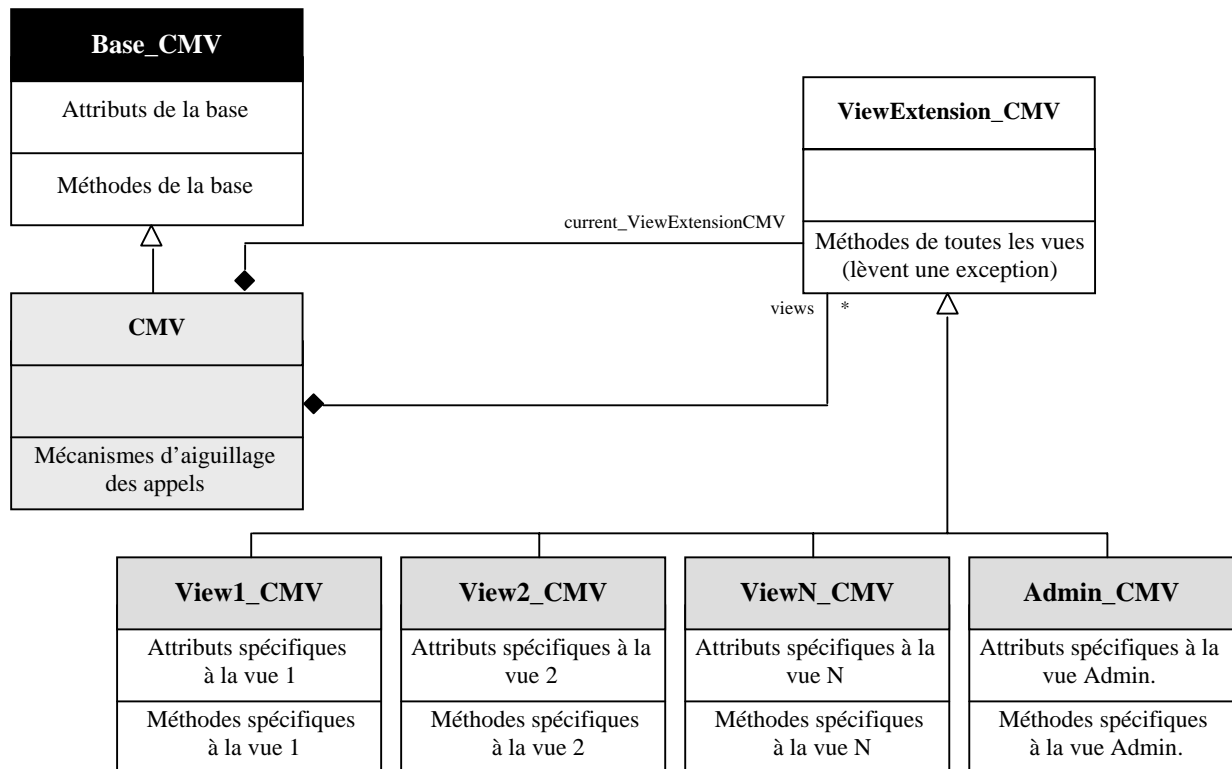 Base_CMV
Attributs de la base
Méthodes de la base
ViewExtension_CMV
Méthodes de toutes les vues
(lèvent une exception)
current_ViewExtensionCMV
views *
CMV
Mécanismes d’aiguillage
des appels
View1_CMV
Attributs spécifiques
à la vue 1
Méthodes spécifiques
à la vue 1
View2_CMV
Attributs spécifiques à la
vue 2
Méthodes spécifiques
à la vue 2
ViewN_CMV
Attributs spécifiques à la
vue N
Méthodes spécifiques
à la vue N
Admin_CMV
Attributs spécifiques à la
vue Admin.
Méthodes spécifiques
à la vue Admin.